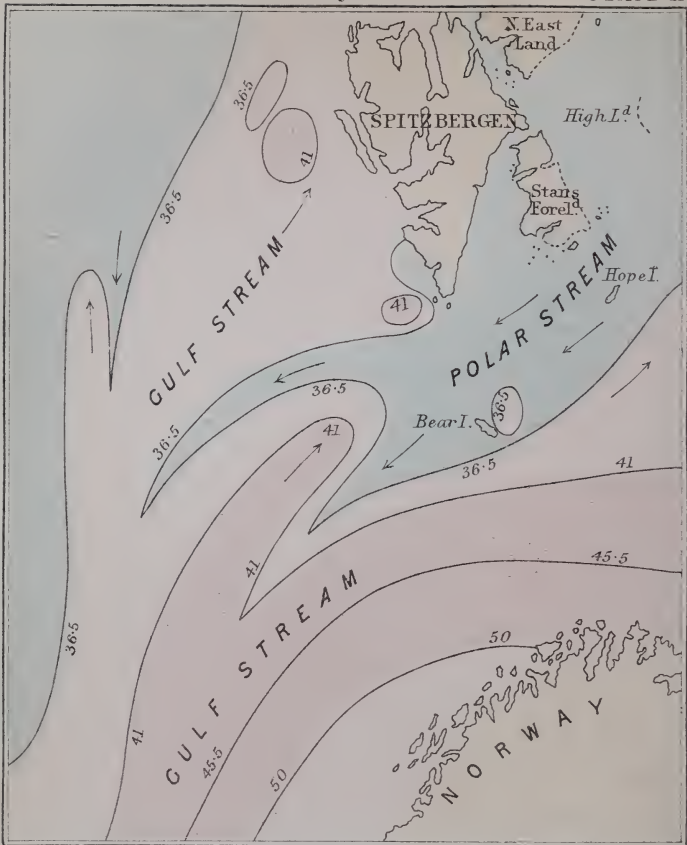 N. East
Land
36·5
SPITZBERGEN
High I.d
41
36·5
Stans
Forel.d
GULF STREAM
Hope I.
41
POLAR STREAM
36·5
36·5
41
Bear I.
36·5
36·5
41
41
45·5
GULF STREAM
50
36·5
41
45·5
50
NORWAY